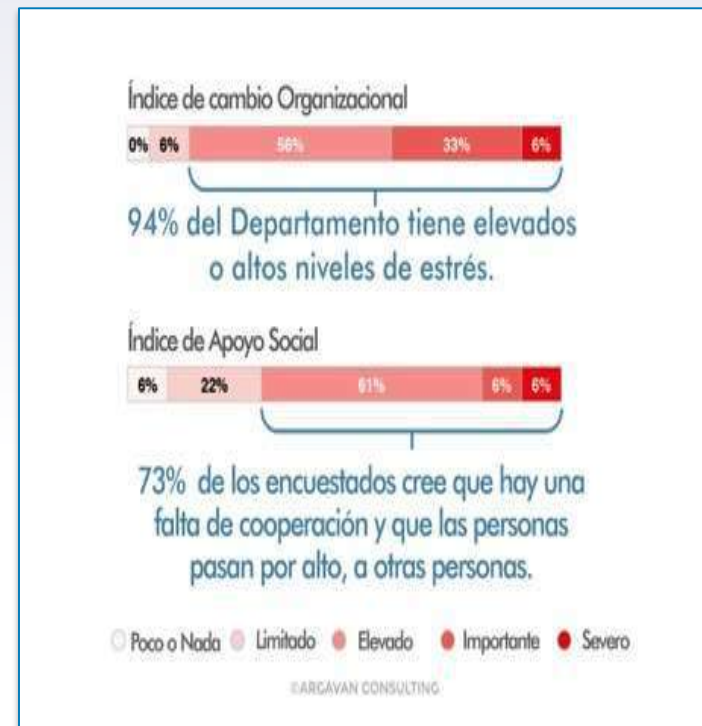 Índice de cambio Organizacional
0% 6% 56% 33% 6%
94% del Departamento tiene elevados
o altos niveles de estrés.
Índice de Apoyo Social
6% 22% 61% 6% 6%
73% de los encuestados cree que hay una
falta de cooperación y que las personas
pasan por alto, a otras personas.
Poco o Nada Limitado Elevado Importante Severo
©ARGAVAN CONSULTING